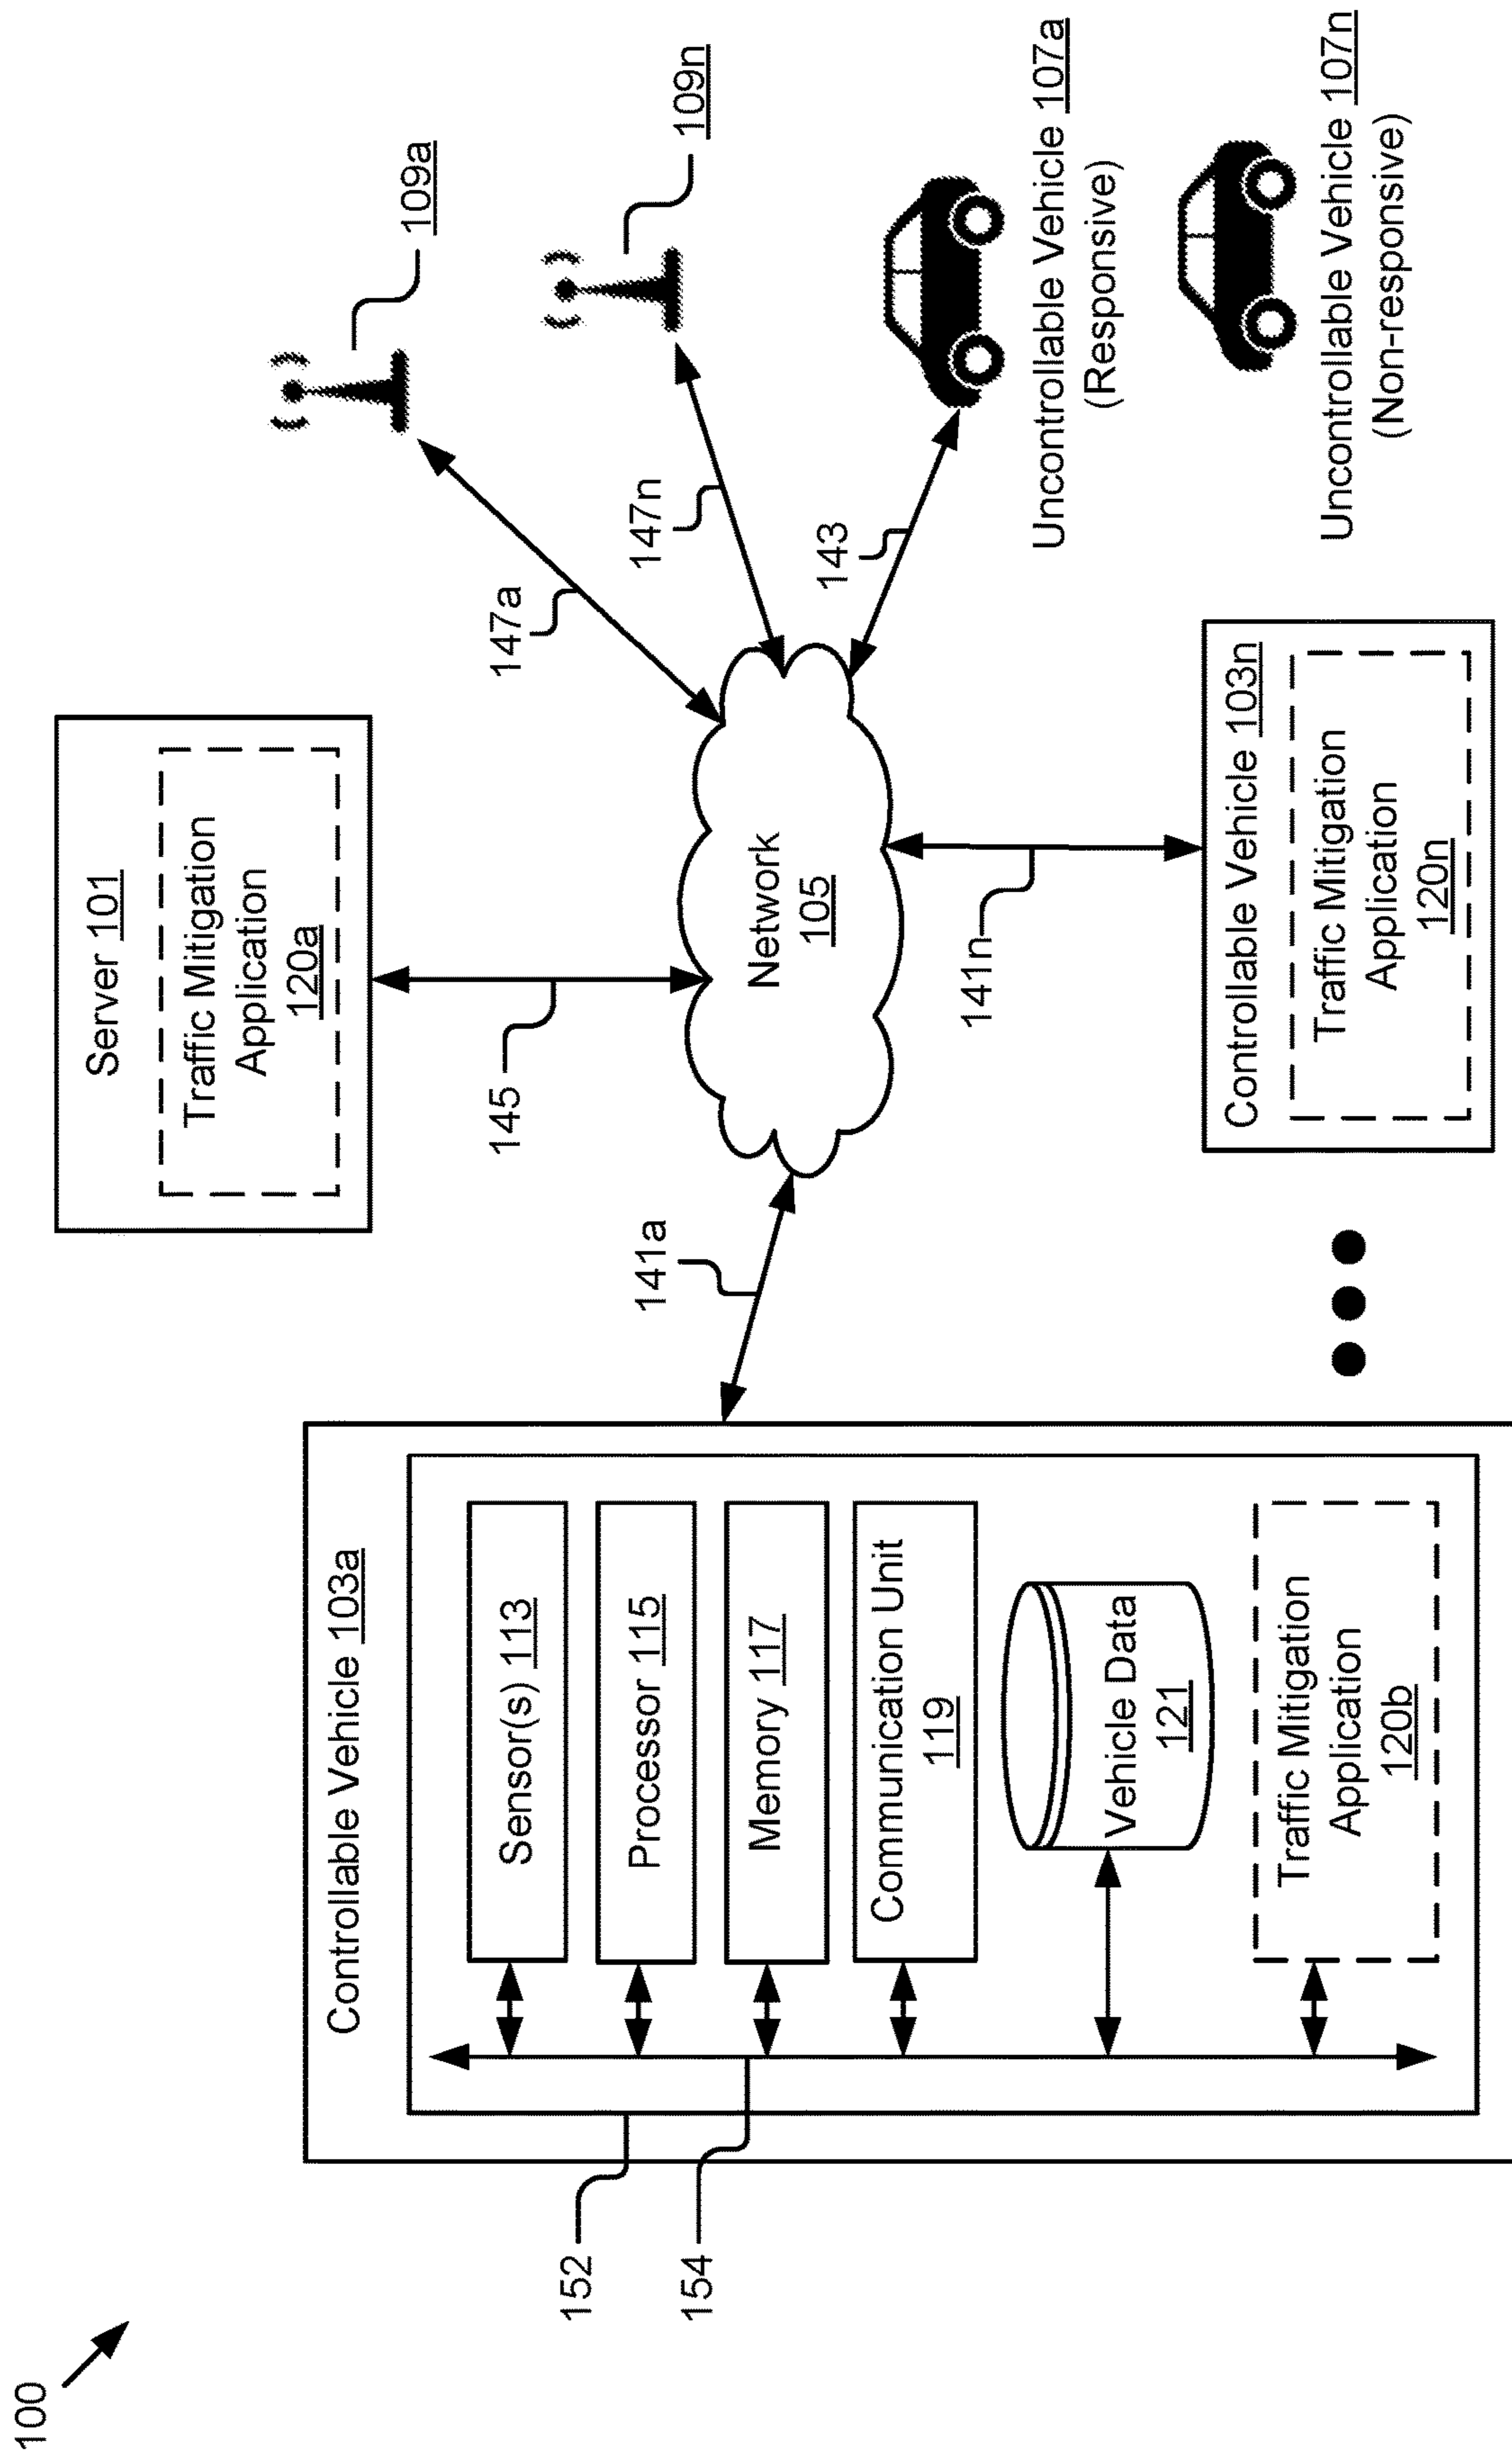 100
Server 101
Traffic Mitigation
Application
120a
145
147a
109a
147n
109n
143
Uncontrollable Vehicle 107a
(Responsive)
Uncontrollable Vehicle 107n
(Non-responsive)
Network
105
141a
141n
Controllable Vehicle 103a
152
154
Sensor(s) 113
Processor 115
Memory 117
Communication Unit
119
Vehicle Data
121
Traffic Mitigation
Application
120b
Controllable Vehicle 103n
Traffic Mitigation
Application
120n